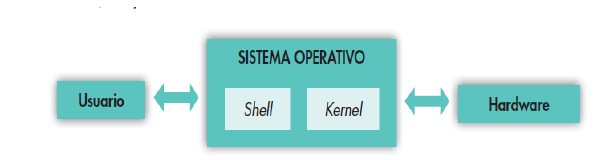 SISTEMA OPERATIVO
Usuario
Shell
Kernel
Hardware